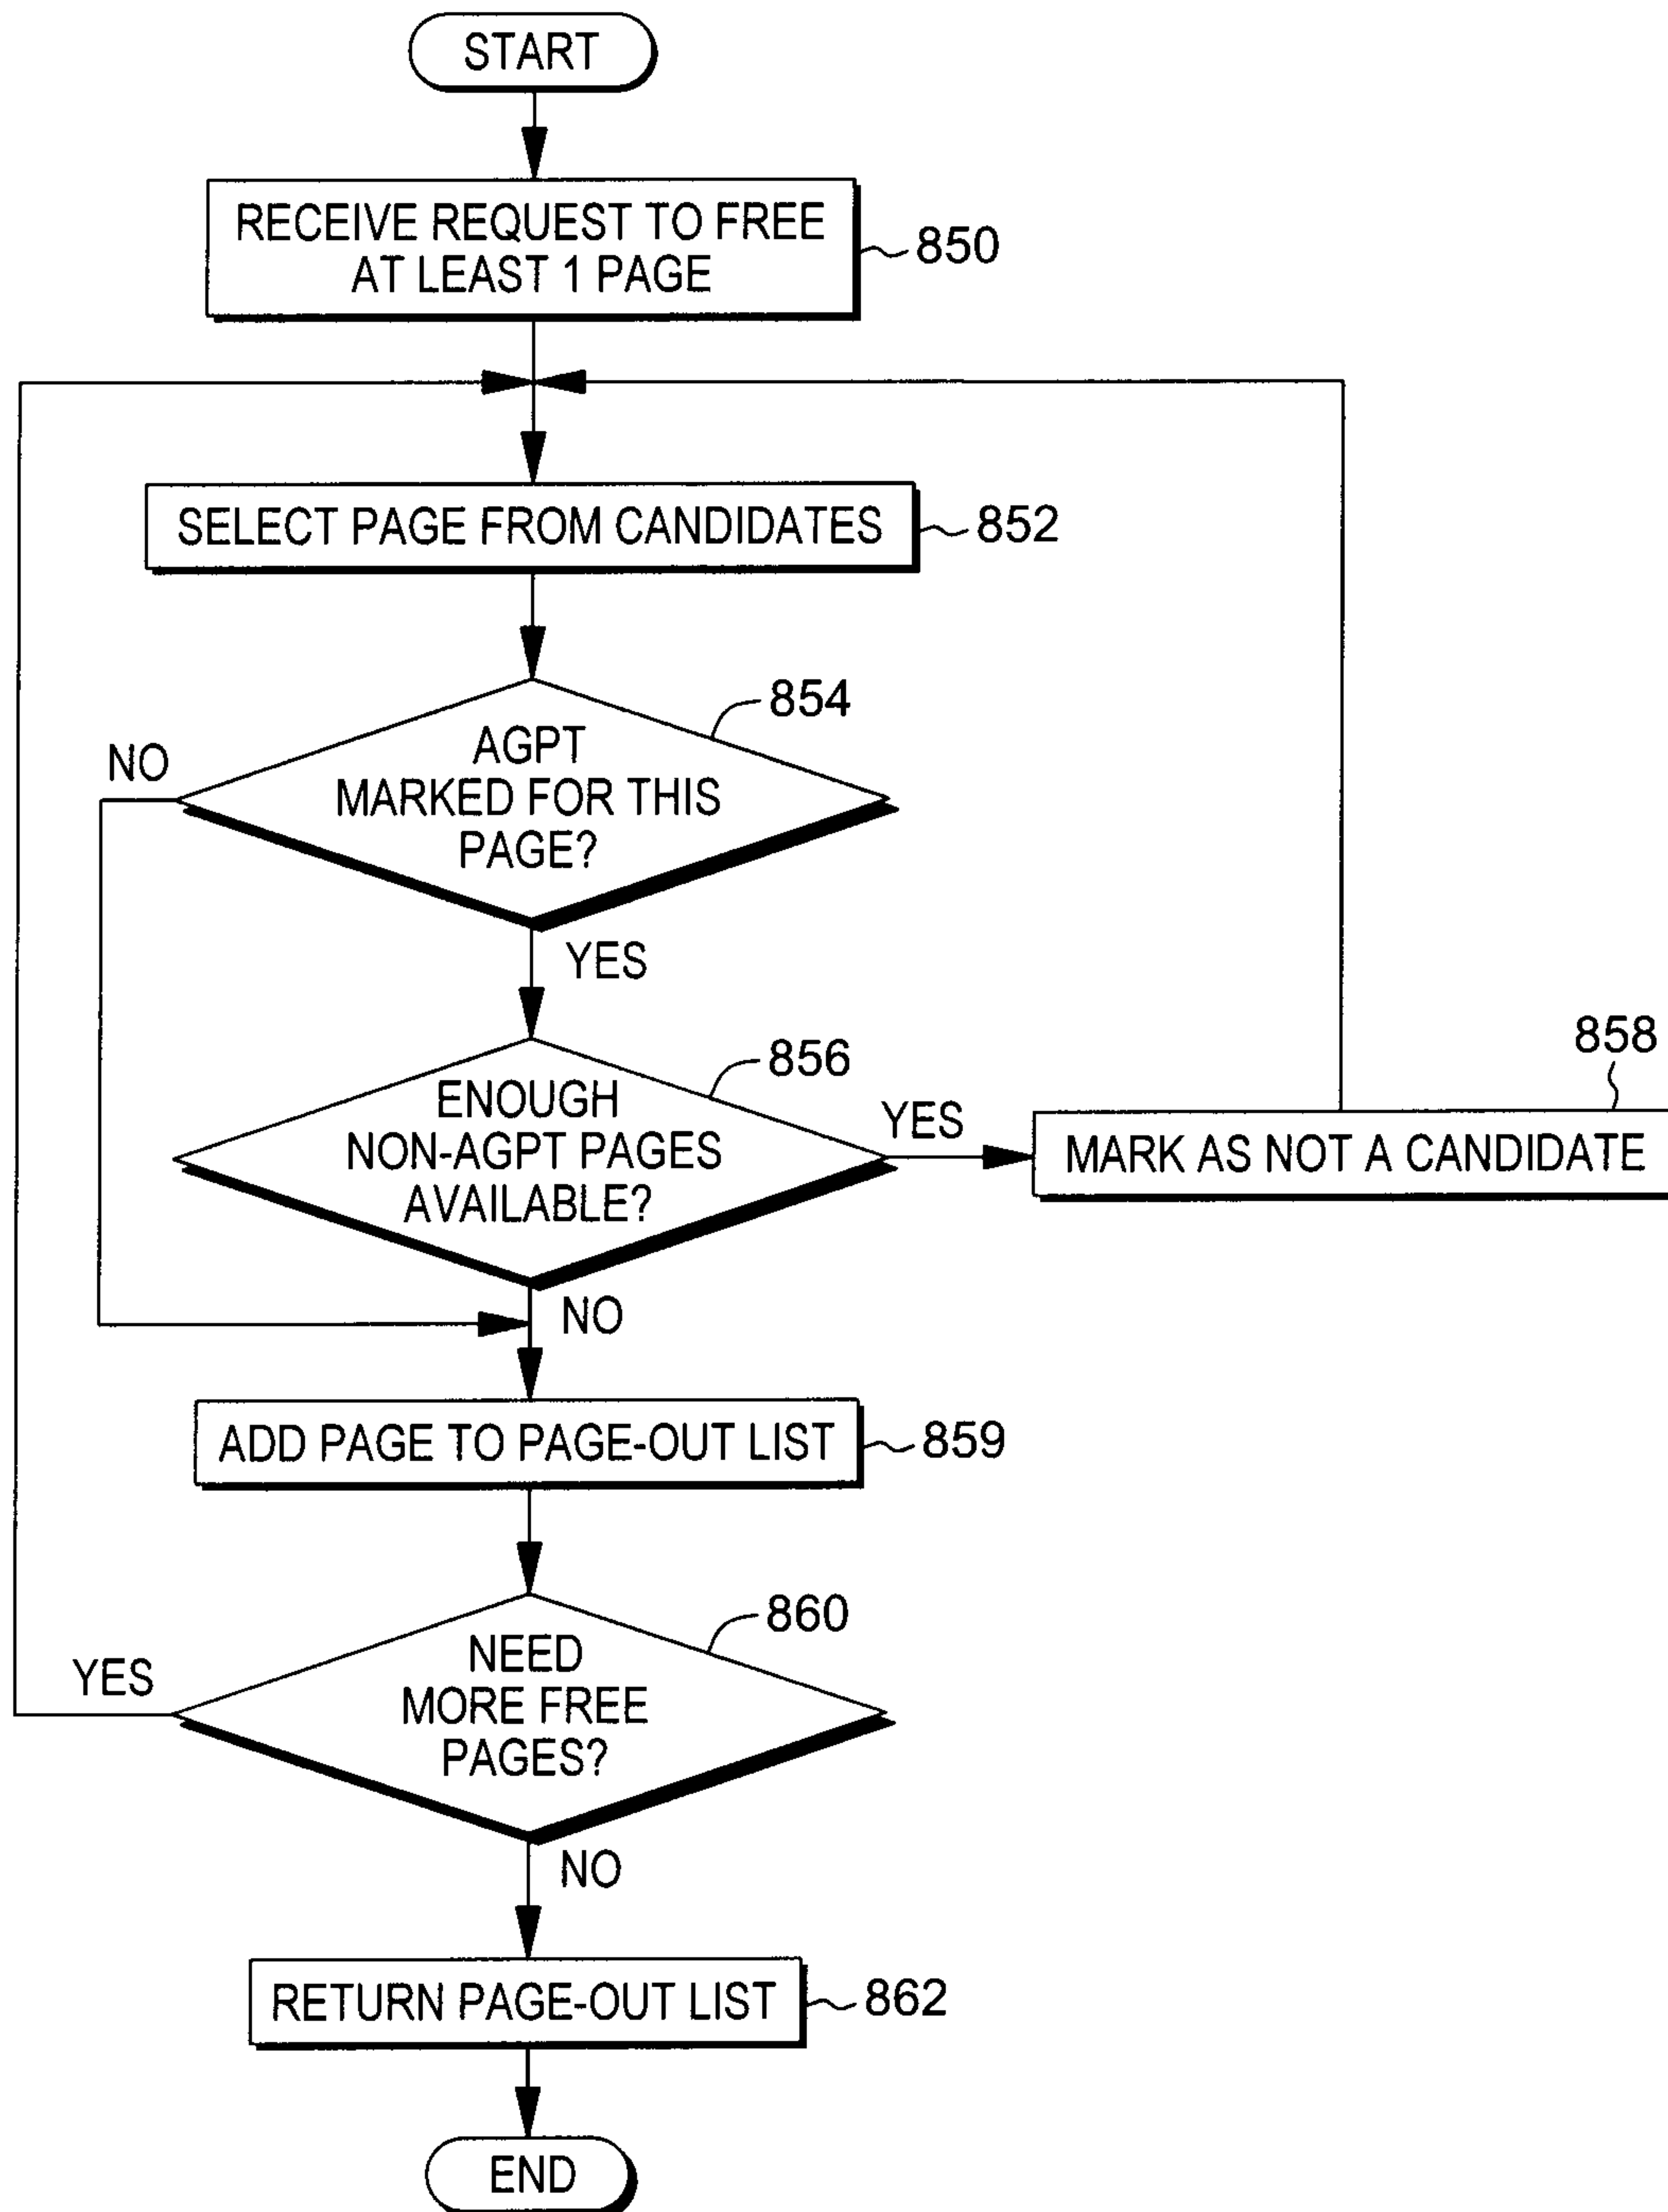 START
RECEIVE REQUEST TO FREE
AT LEAST 1 PAGE
850
SELECT PAGE FROM CANDIDATES
852
854
AGPT
MARKED FOR THIS
PAGE?
NO
YES
856
ENOUGH
NON-AGPT PAGES
AVAILABLE?
YES
858
MARK AS NOT A CANDIDATE
NO
ADD PAGE TO PAGE-OUT LIST
859
860
NEED
MORE FREE
PAGES?
YES
NO
RETURN PAGE-OUT LIST
862
END